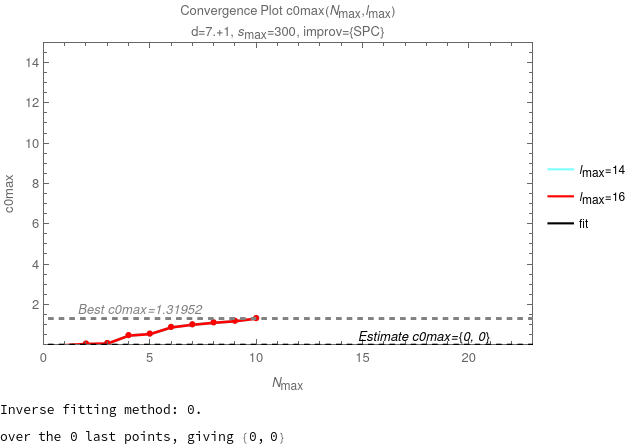 Convergence Plot c0max(Nmax,lmax)
d=7.+1, smax=300, improv={SPC}
14
12
10
8
6
4
2
c0max
Best c0max=1.31952
Estimate c0max={0, 0}
0
5
10
15
20
Nmax
lmax=14
lmax=16
fit
Inverse fitting method: 0.
over the 0 last points, giving {0, 0}